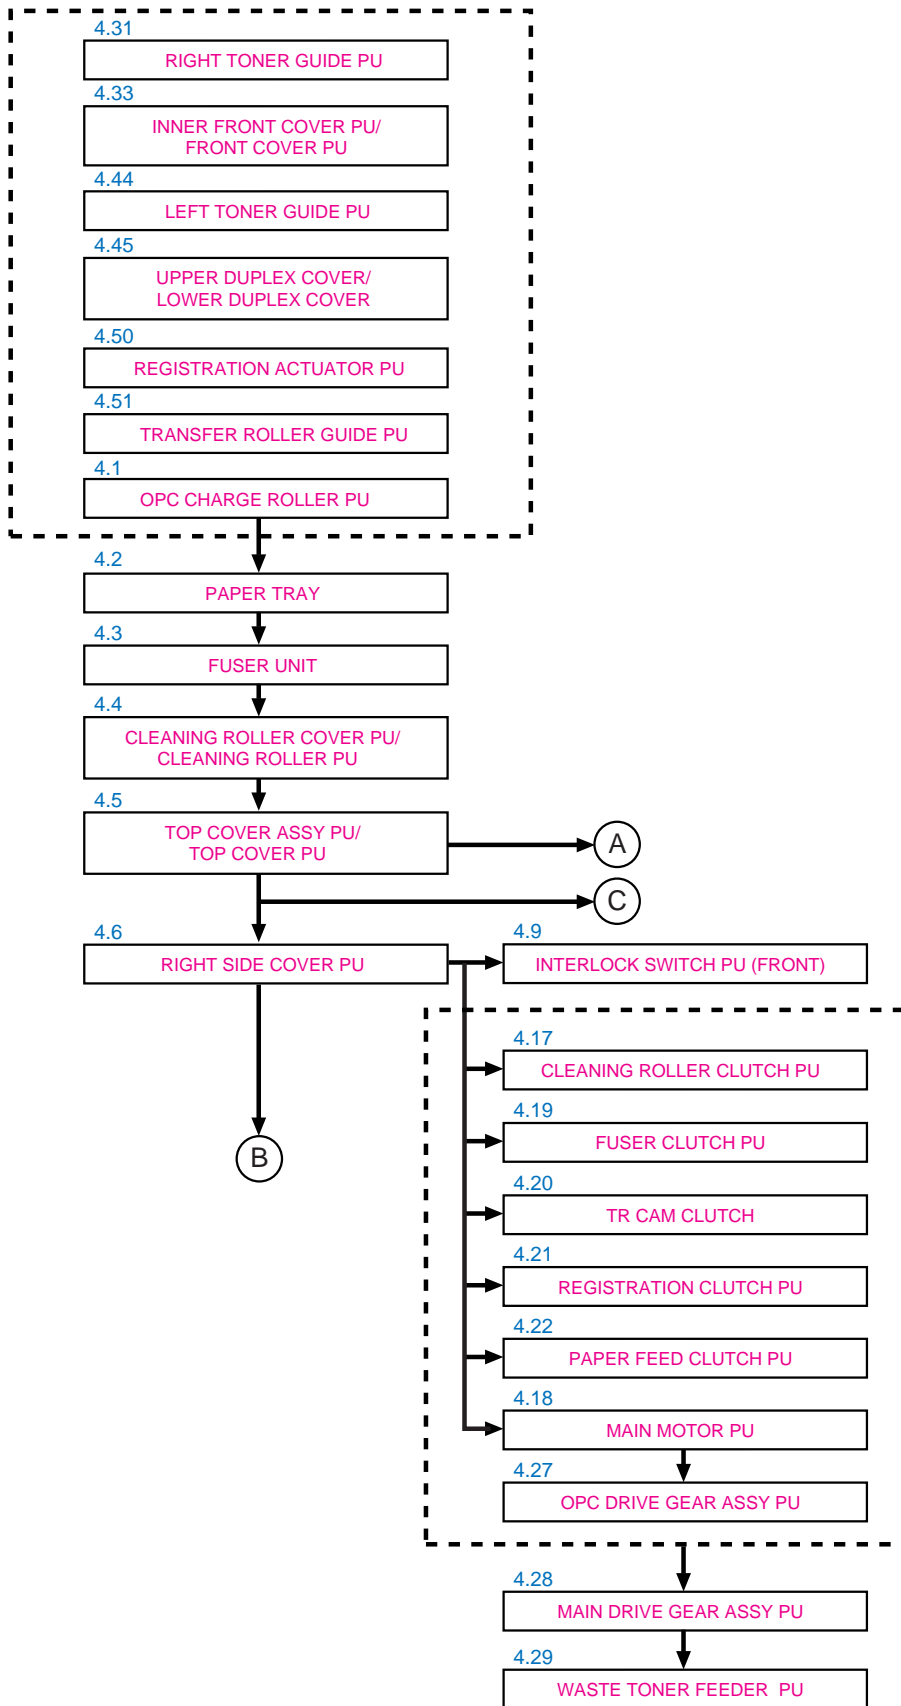 4.31
RIGHT TONER GUIDE PU
4.33
INNER FRONT COVER PU/
FRONT COVER PU
4.44
LEFT TONER GUIDE PU
4.45
UPPER DUPLEX COVER/
LOWER DUPLEX COVER
4.50
REGISTRATION ACTUATOR PU
4.51
TRANSFER ROLLER GUIDE PU
4.1
OPC CHARGE ROLLER PU
4.2
PAPER TRAY
4.3
FUSER UNIT
4.4
CLEANING ROLLER COVER PU/
CLEANING ROLLER PU
4.5
TOP COVER ASSY PU/
TOP COVER PU
A
C
4.6
RIGHT SIDE COVER PU
B
4.9
INTERLOCK SWITCH PU (FRONT)
4.17
CLEANING ROLLER CLUTCH PU
4.19
FUSER CLUTCH PU
4.20
TR CAM CLUTCH
4.21
REGISTRATION CLUTCH PU
4.22
PAPER FEED CLUTCH PU
4.18
MAIN MOTOR PU
4.27
OPC DRIVE GEAR ASSY PU
4.28
MAIN DRIVE GEAR ASSY PU
4.29
WASTE TONER FEEDER PU